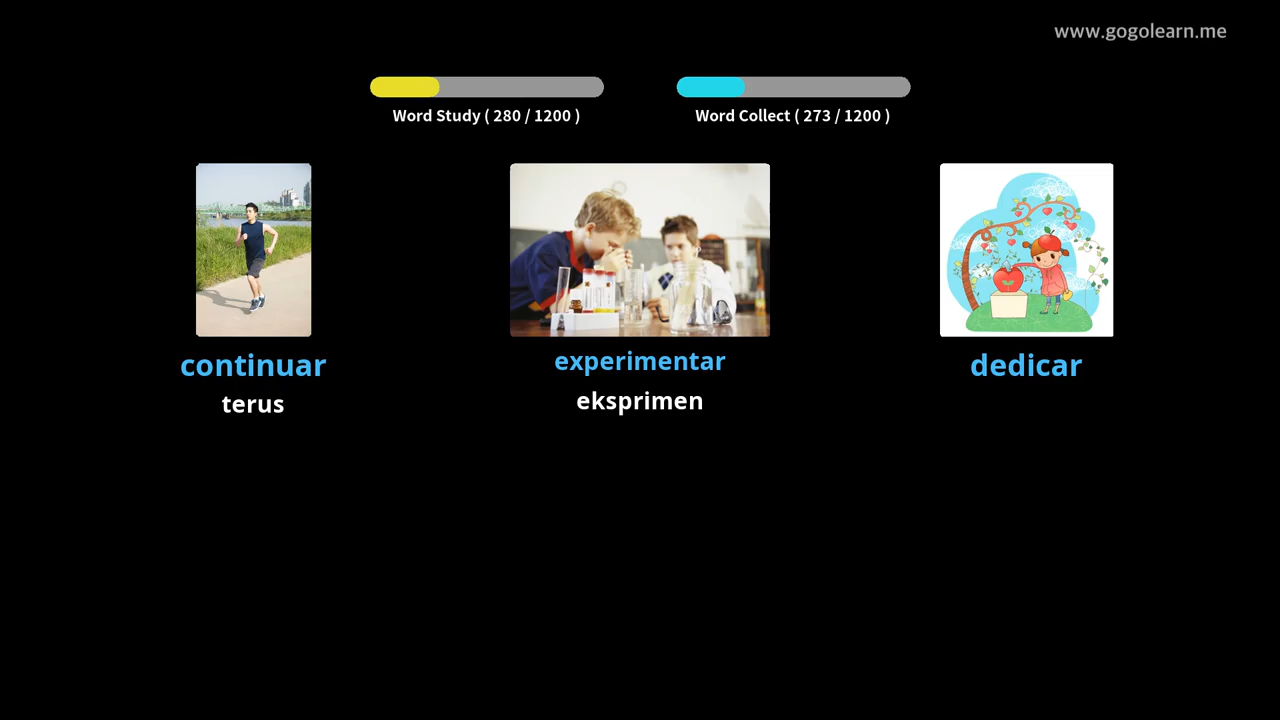 www.gogolearn.me
Word Study ( 280 / 1200 )
Word Collect ( 273 / 1200 )
continuar
terus
experimentar
eksprimen
dedicar